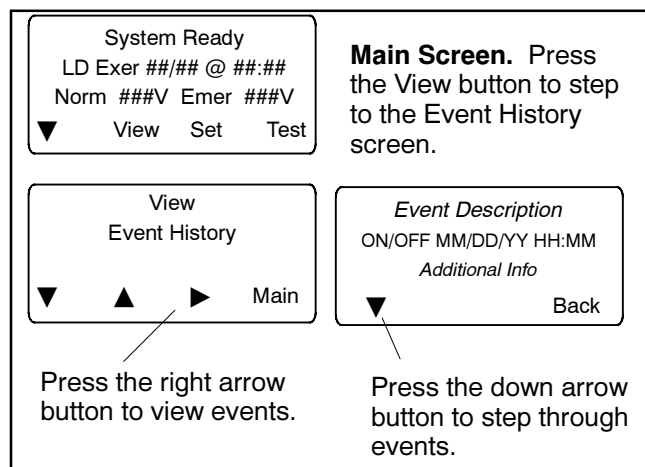 System Ready
LD Exer ##/## @ ##:##
Norm ###V Emer ###V
▼ View Set Test
Main Screen. Press
the View button to step
to the Event History
screen.
View
Event History
▼ ▲ ► Main
Press the right arrow
button to view events.
Event Description
ON/OFF MM/DD/YY HH:MM
Additional Info
▼ Back
Press the down arrow
button to step through
events.